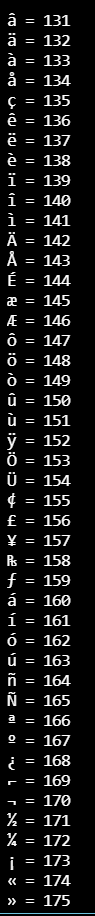 â = 131
ä = 132
à = 133
å = 134
ç = 135
ê = 136
ë = 137
è = 138
ï = 139
î = 140
ì = 141
Ä = 142
Å = 143
É = 144
æ = 145
Æ = 146
ô = 147
ö = 148
ò = 149
û = 150
ù = 151
ÿ = 152
Ö = 153
Ü = 154
¢ = 155
£ = 156
¥ = 157
₧ = 158
ƒ = 159
á = 160
í = 161
ó = 162
ú = 163
ñ = 164
Ñ = 165
ª = 166
º = 167
¿ = 168
⌐ = 169
¬ = 170
½ = 171
¼ = 172
¡ = 173
« = 174
» = 175